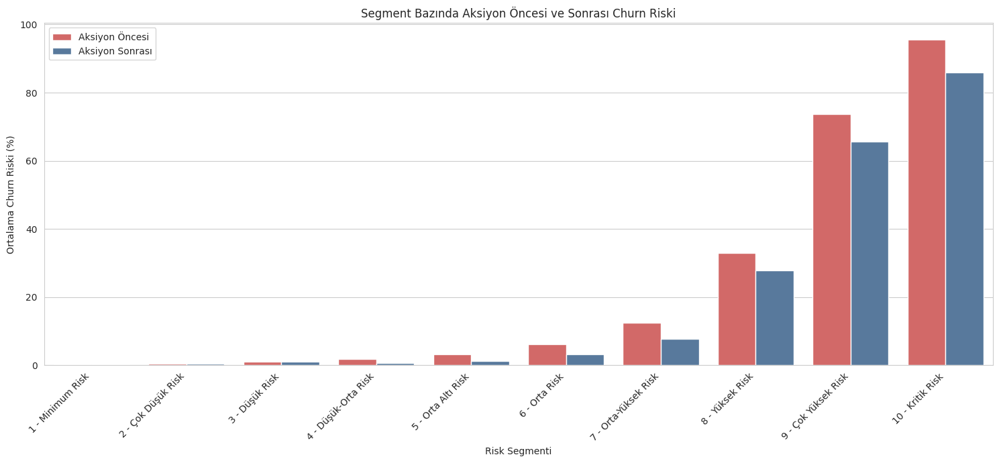 Segment Bazında Aksiyon Öncesi ve Sonrası Churn Riski
Aksiyon Öncesi
Aksiyon Sonrası
Ortalama Churn Riski (%)
100
80
60
40
20
0
1 - Minimum Risk
2 - Çok Düşük Risk
3 - Düşük Risk
4 - Düşük-Orta Risk
5 - Orta Altı Risk
6 - Orta Risk
7 - Orta-Yüksek Risk
8 - Yüksek Risk
9 - Çok Yüksek Risk
10 - Kritik Risk
Risk Segmenti